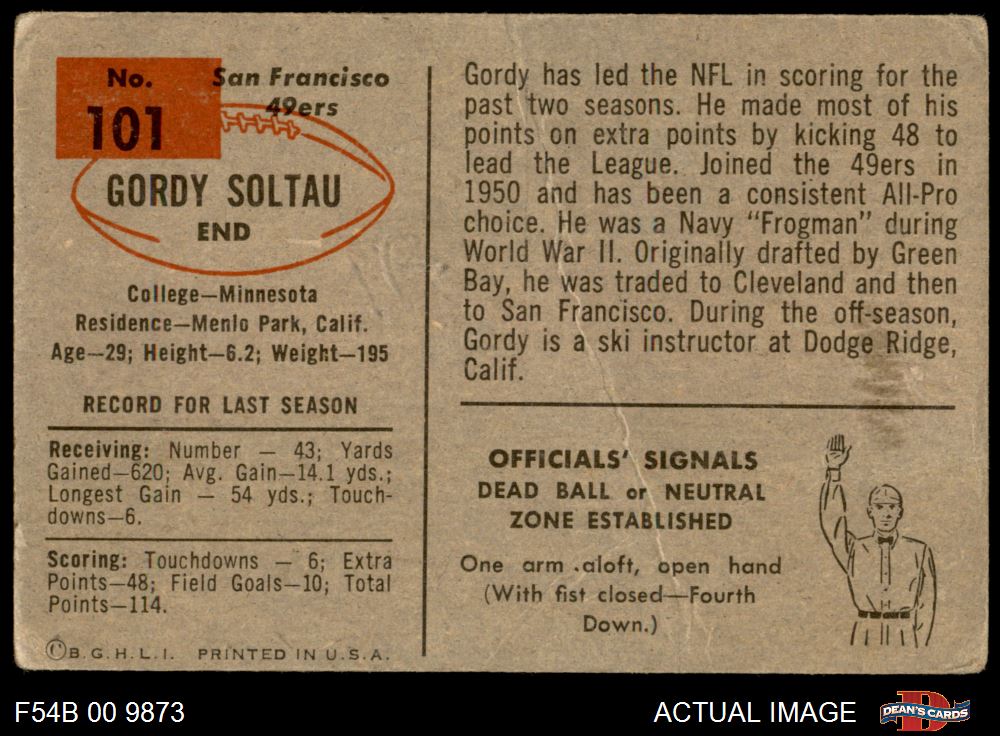 No.
101
San Francisco
49ers
GORDY SOLTAU
END
College—Minnesota
Residence—Menlo Park, Calif.
Age—29; Height—6.2; Weight—195
RECORD FOR LAST SEASON
Receiving: Number — 43; Yards
Gained—620; Avg. Gain—14.1 yds.;
Longest Gain — 54 yds.; Touch-
downs—6.
Scoring: Touchdowns — 6; Extra
Points—48; Field Goals—10; Total
Points—114.
©B.G.H.L.I. PRINTED IN U.S.A.
Gordy has led the NFL in scoring for the
past two seasons. He made most of his
points on extra points by kicking 48 to
lead the League. Joined the 49ers in
1950 and has been a consistent All-Pro
choice. He was a Navy "Frogman" during
World War II. Originally drafted by Green
Bay, he was traded to Cleveland and then
to San Francisco. During the off-season,
Gordy is a ski instructor at Dodge Ridge,
Calif.
OFFICIALS' SIGNALS
DEAD BALL or NEUTRAL
ZONE ESTABLISHED
One arm .aloft, open hand
(With fist closed—Fourth
Down.)
F54B 00 9873
ACTUAL IMAGE
D
DEAN'S CARDS